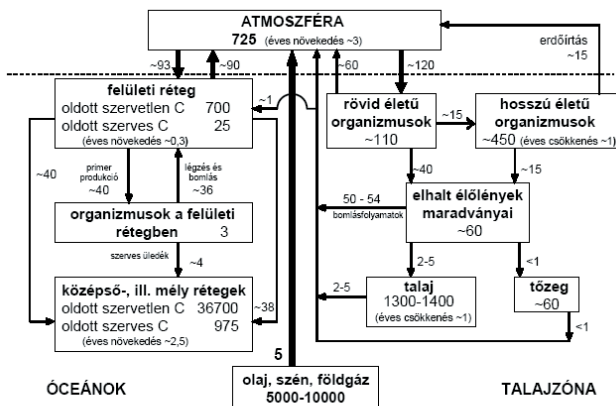 ATMOSZFÉRA
725 (éves növekedés ~3)
~93
~90
~60
~120
erdőírtás
~15
felületi réteg
oldott szervetlen C 700
oldott szerves C 25
(éves növekedés ~0,3)
~1
rövid életű
organizmusok
~110
~15
hosszú életű
organizmusok
~450 (éves csökkenés ~1)
~40
primer
produkció
~40
légzés és
bomlás
~36
~40
~15
50 - 54
bomlásfolyamatok
elhalt élőlények
maradványai
~60
organizmusok a felületi
rétegben 3
szerves üledék
~4
2-5
<1
középső-, ill. mély rétegek
oldott szervetlen C 36700
oldott szerves C 975
(éves növekedés ~2,5)
~38
2-5
talaj
1300-1400
(éves csökkenés ~1)
tőzeg
~60
<1
5
olaj, szén, földgáz
5000-10000
ÓCEÁNOK
TALAJZÓNA